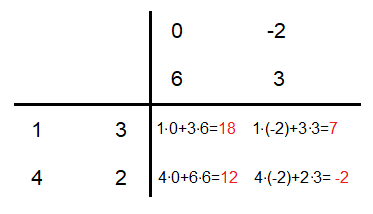 0 -2
6 3
1 3 1·0+3·6=18 1·(-2)+3·3=7
4 2 4·0+6·6=12 4·(-2)+2·3= -2